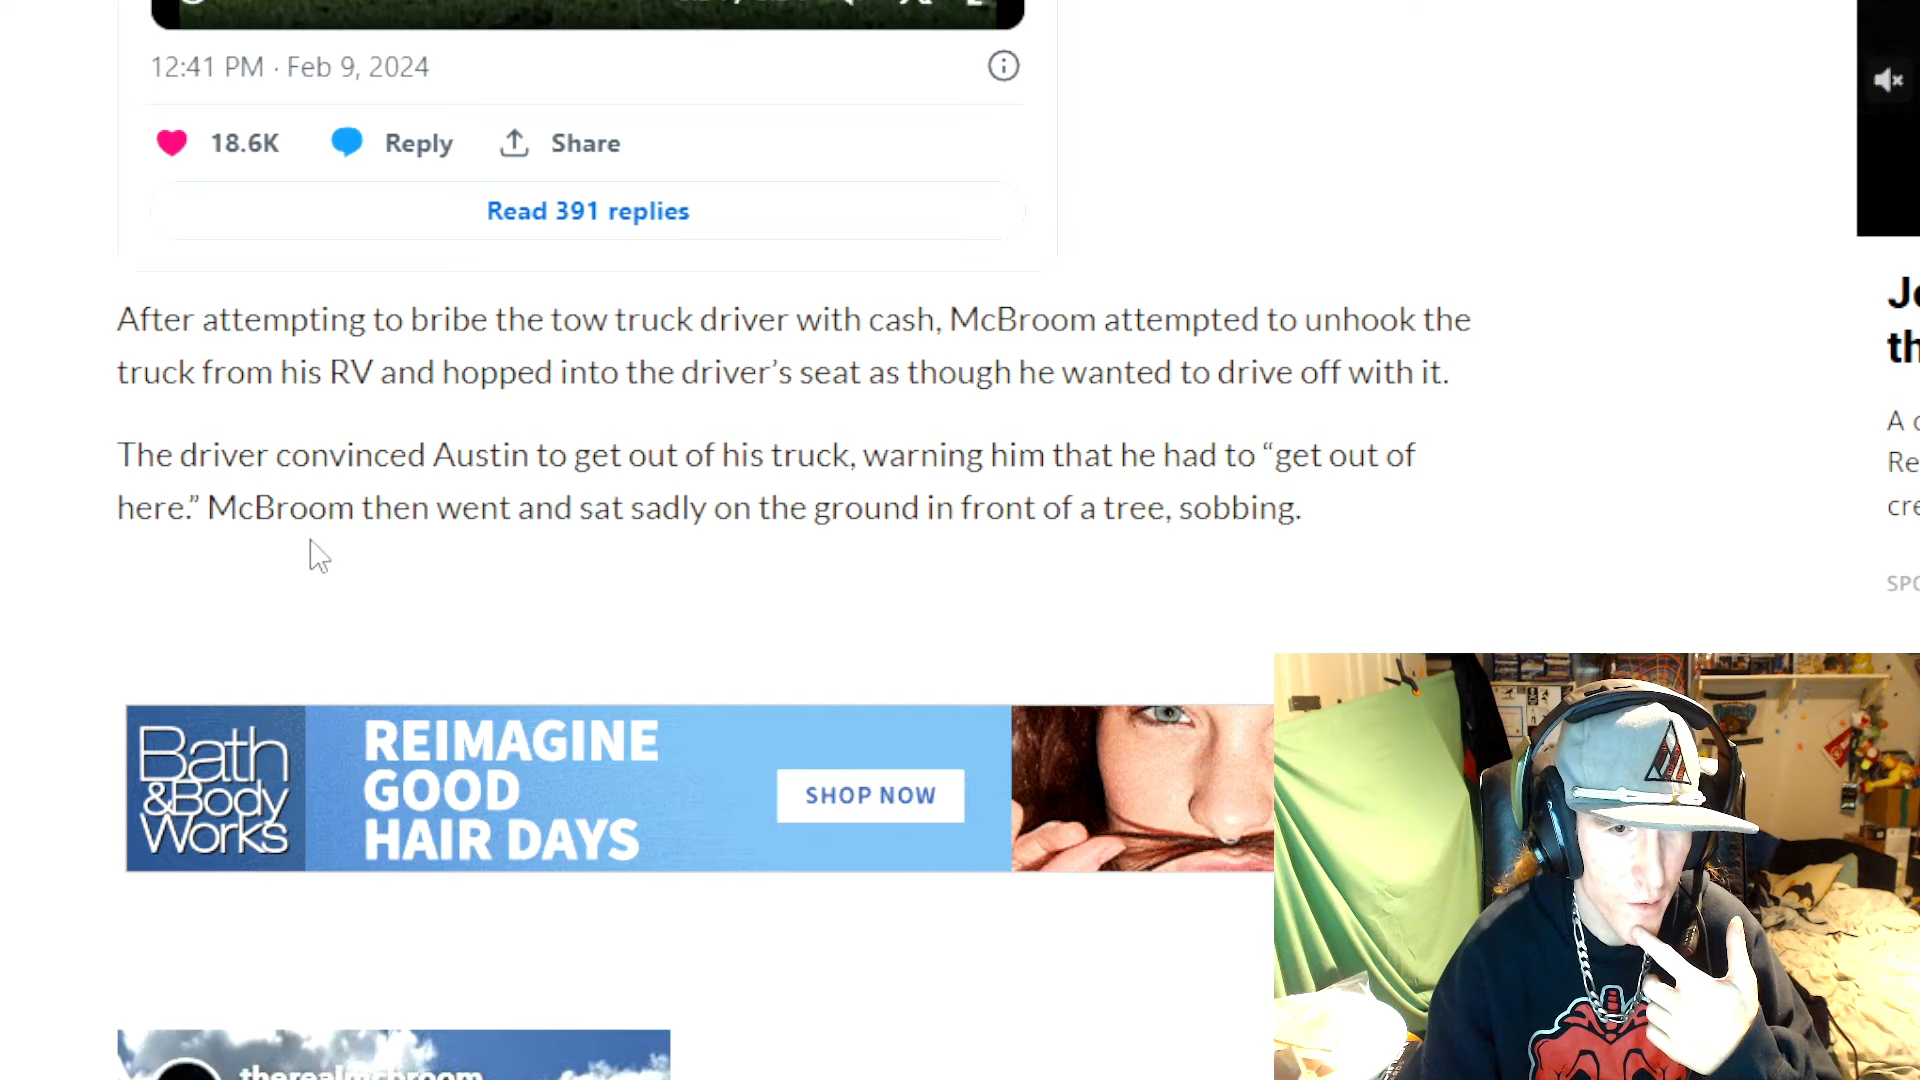 12:41 PM · Feb 9, 2024
18.6K Reply Share
Read 391 replies
After attempting to bribe the tow truck driver with cash, McBroom attempted to unhook the
truck from his RV and hopped into the driver’s seat as though he wanted to drive off with it.
The driver convinced Austin to get out of his truck, warning him that he had to “get out of
here.” McBroom then went and sat sadly on the ground in front of a tree, sobbing.
Bath
&Body
Works
REIMAGINE
GOOD
HAIR DAYS
SHOP NOW
therealmcbroom
th
A
Re
cre